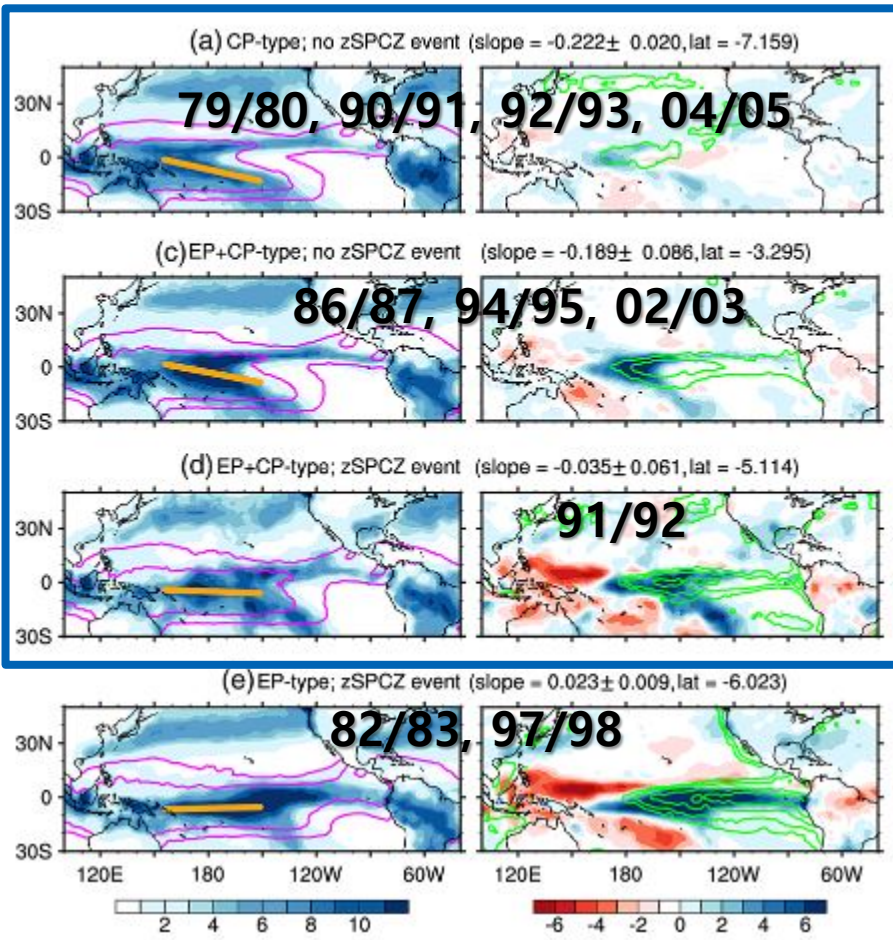 (a) CP-type; no zSPCZ event (slope = -0.222± 0.020, lat = -7.159)
79/80, 90/91, 92/93, 04/05
30N
0
30S
(c) EP+CP-type; no zSPCZ event (slope = -0.189± 0.086, lat = -3.295)
86/87, 94/95, 02/03
30N
0
30S
(d) EP+CP-type; zSPCZ event (slope = -0.035± 0.061, lat = -5.114)
91/92
30N
0
30S
(e) EP-type; zSPCZ event (slope = 0.023± 0.009, lat = -6.023)
82/83, 97/98
30N
0
30S
120E 180 120W 60W 120E 180 120W 60W
2 4 6 8 10 -6 -4 -2 0 2 4 6